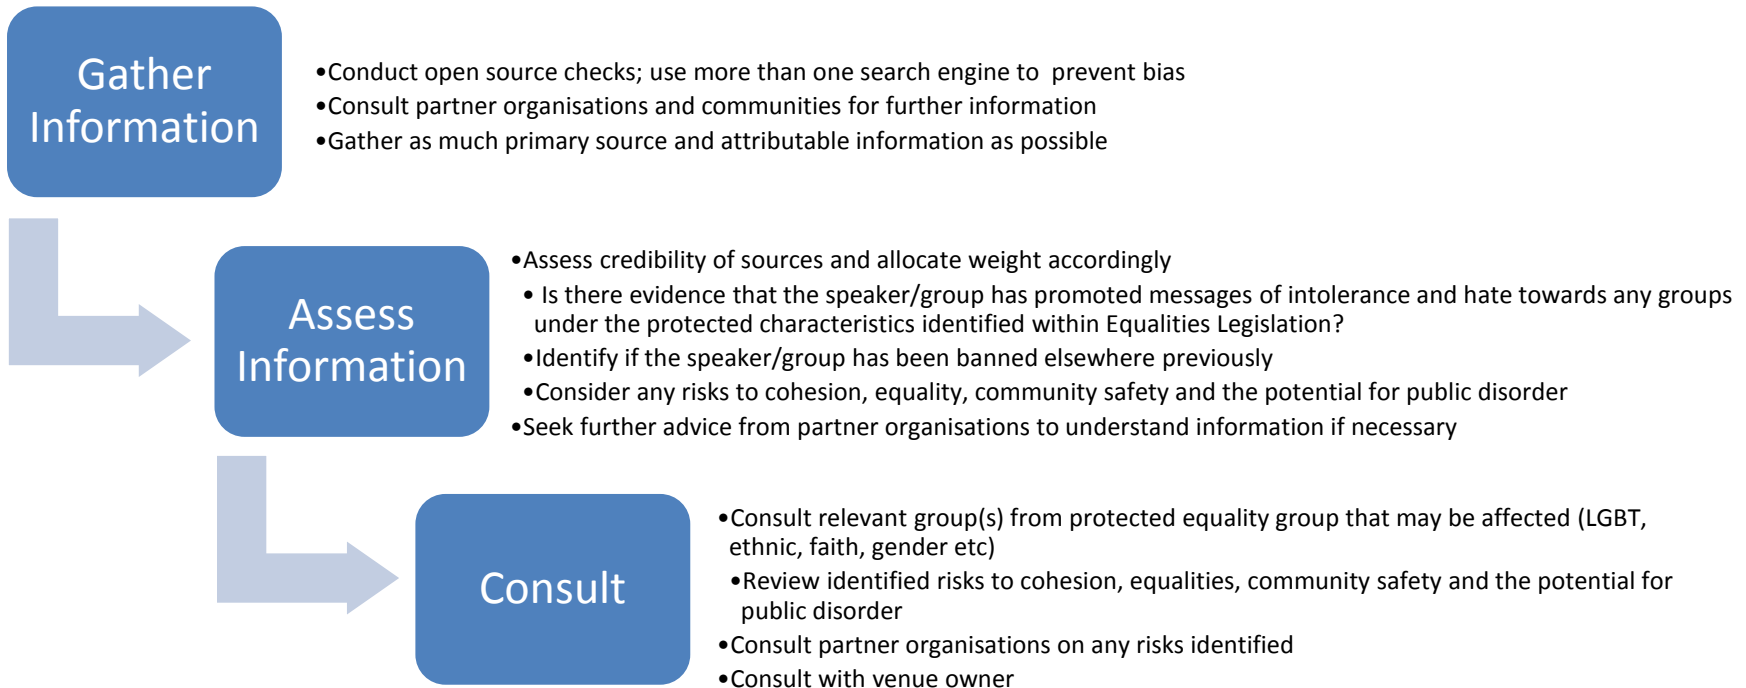 Gather
Information
•Conduct open source checks; use more than one search engine to prevent bias
•Consult partner organisations and communities for further information
•Gather as much primary source and attributable information as possible
Assess
Information
•Assess credibility of sources and allocate weight accordingly
• Is there evidence that the speaker/group has promoted messages of intolerance and hate towards any groups
under the protected characteristics identified within Equalities Legislation?
•Identify if the speaker/group has been banned elsewhere previously
•Consider any risks to cohesion, equality, community safety and the potential for public disorder
•Seek further advice from partner organisations to understand information if necessary
Consult
•Consult relevant group(s) from protected equality group that may be affected (LGBT,
ethnic, faith, gender etc)
•Review identified risks to cohesion, equalities, community safety and the potential for
public disorder
•Consult partner organisations on any risks identified
•Consult with venue owner